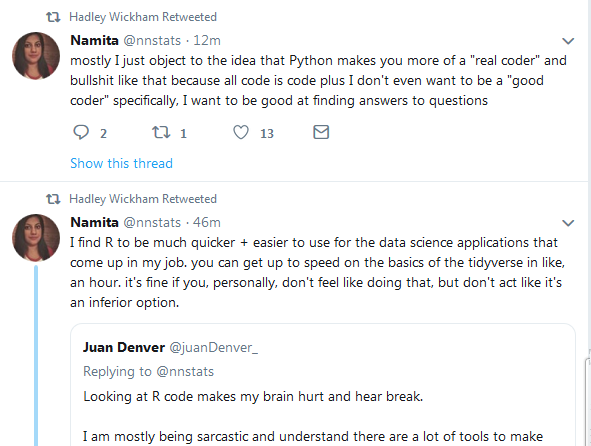 Hadley Wickham Retweeted
Namita @nnstats · 12m
mostly I just object to the idea that Python makes you more of a "real coder" and
bullshit like that because all code is code plus I don't even want to be a "good
coder" specifically, I want to be good at finding answers to questions
2 1 13
Show this thread
Hadley Wickham Retweeted
Namita @nnstats · 46m
I find R to be much quicker + easier to use for the data science applications that
come up in my job. you can get up to speed on the basics of the tidyverse in like,
an hour. it's fine if you, personally, don't feel like doing that, but don't act like it's
an inferior option.
Juan Denver @juanDenver_
Replying to @nnstats
Looking at R code makes my brain hurt and hear break.
I am mostly being sarcastic and understand there are a lot of tools to make